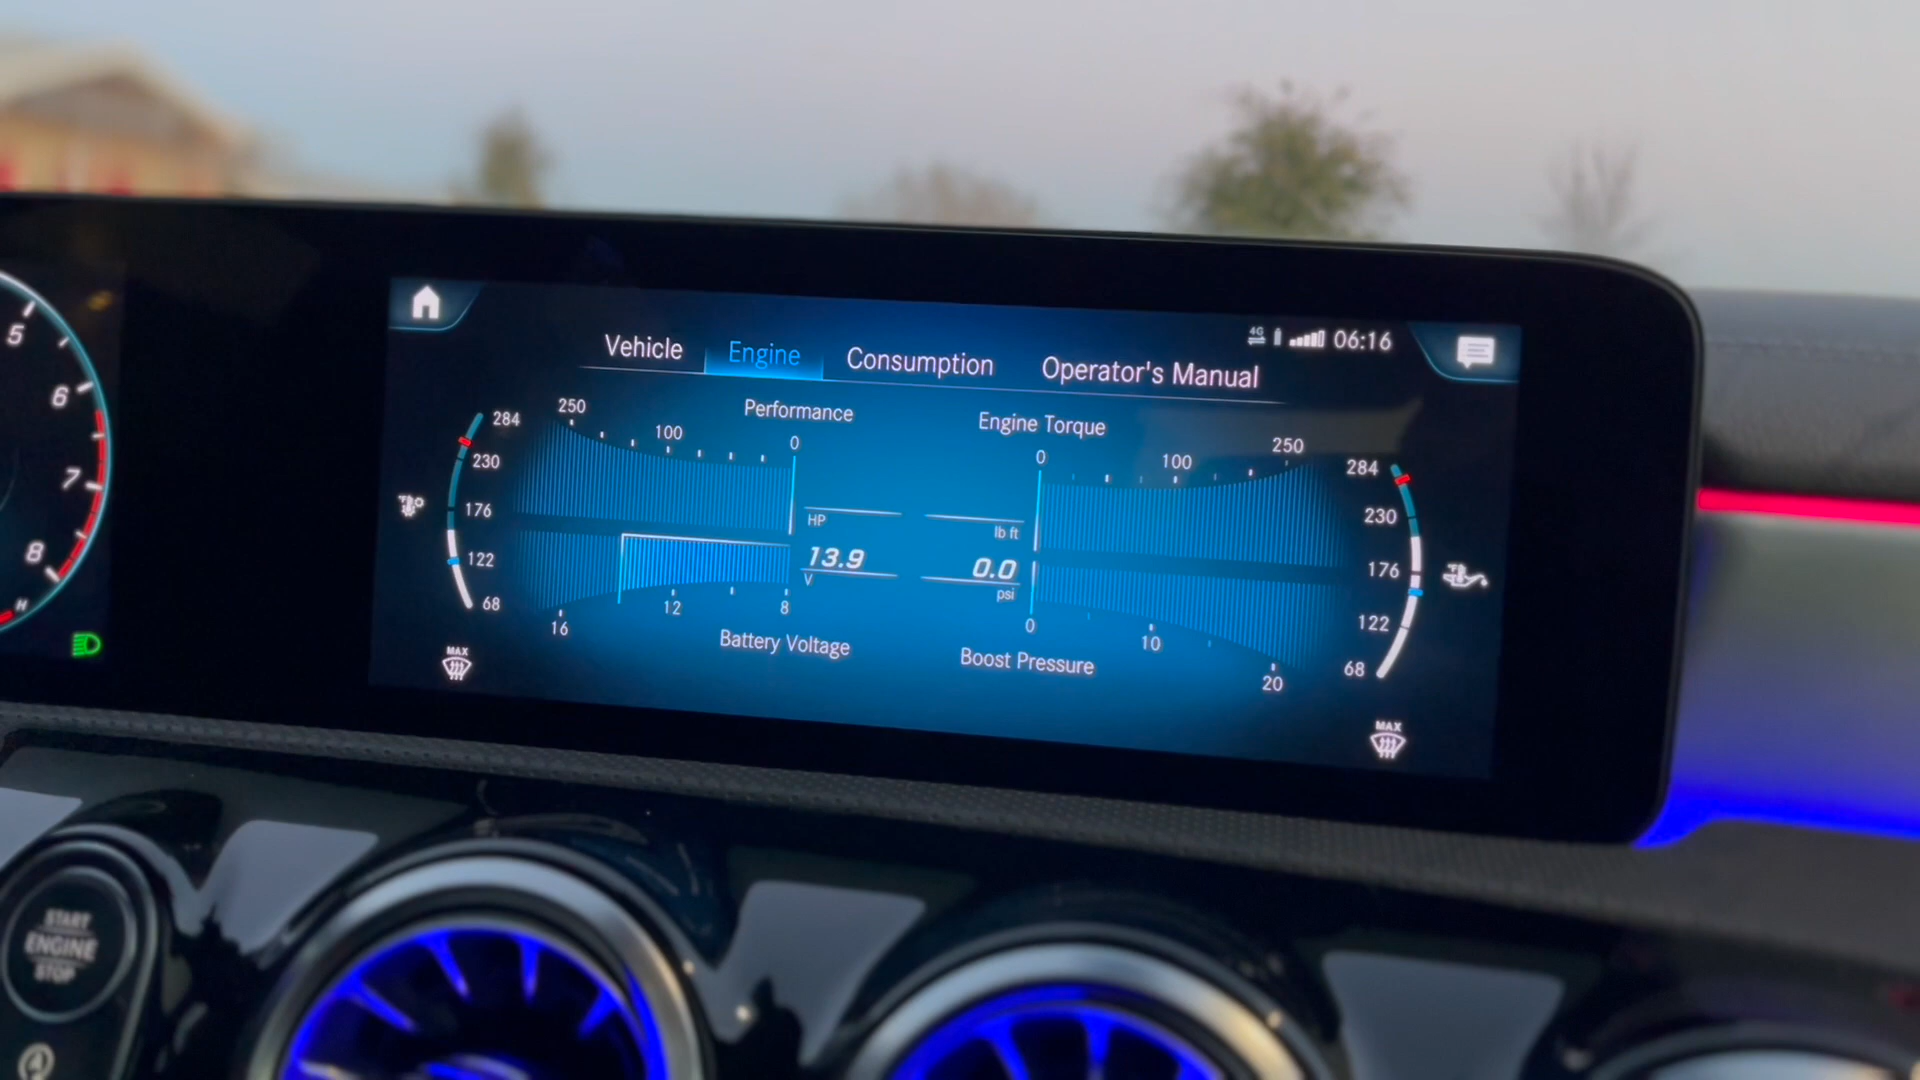 4G 06:16
Vehicle Engine Consumption Operator's Manual
Performance Engine Torque
250 100 0
0 100 250
284
230
176
122
68
HP
lb ft
13.9
V
0.0
psi
16 12 8
0 10 20
Battery Voltage
Boost Pressure
284
230
176
122
68
MAX
MAX
5
6
7
8
H
START
ENGINE
STOP
A